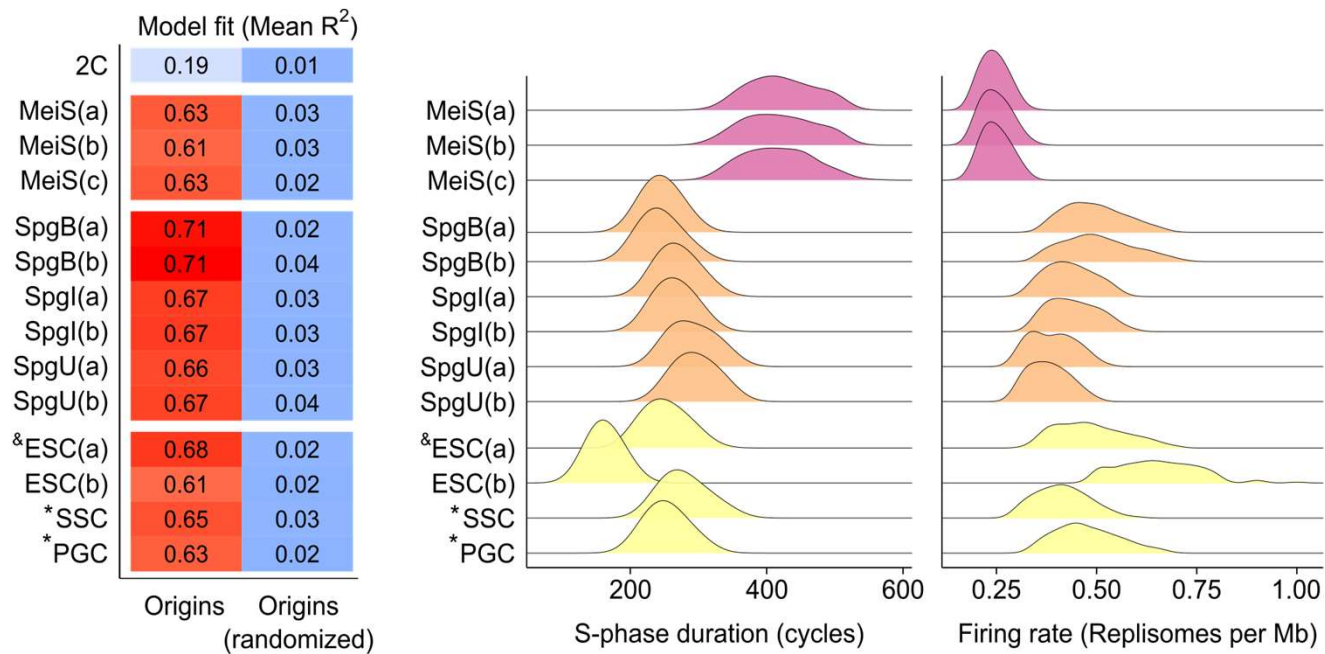 Model fit (Mean R²)
2C 0.19 0.01
MeiS(a) 0.63 0.03
MeiS(b) 0.61 0.03
MeiS(c) 0.63 0.02
SpgB(a) 0.71 0.02
SpgB(b) 0.71 0.04
SpgI(a) 0.67 0.03
SpgI(b) 0.67 0.03
SpgU(a) 0.66 0.03
SpgU(b) 0.67 0.04
&ESC(a) 0.68 0.02
ESC(b) 0.61 0.02
*SSC 0.65 0.03
*PGC 0.63 0.02
Origins Origins
(randomized)
MeiS(a)
MeiS(b)
MeiS(c)
SpgB(a)
SpgB(b)
SpgI(a)
SpgI(b)
SpgU(a)
SpgU(b)
&ESC(a)
ESC(b)
*SSC
*PGC
200 400 600
S-phase duration (cycles)
0.25 0.50 0.75 1.00
Firing rate (Replisomes per Mb)